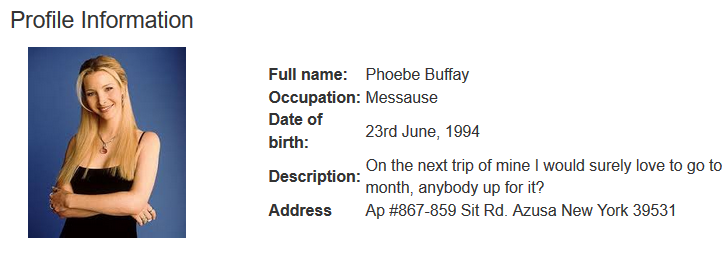 Profile Information
Full name: Phoebe Buffay
Occupation: Messause
Date of birth: 23rd June, 1994
Description: On the next trip of mine I would surely love to go to
month, anybody up for it?
Address Ap #867-859 Sit Rd. Azusa New York 39531